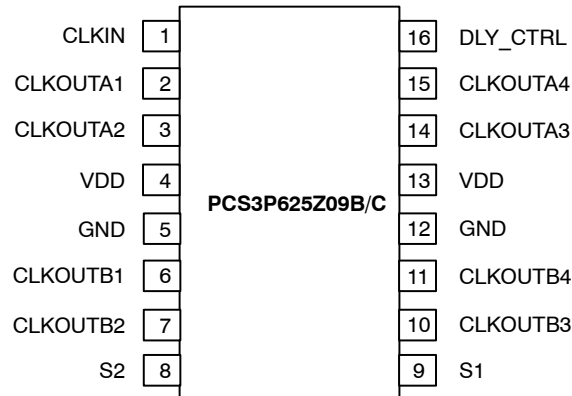 CLKIN 1 16 DLY_CTRL
CLKOUTA1 2 15 CLKOUTA4
CLKOUTA2 3 14 CLKOUTA3
VDD 4 13 VDD
PCS3P625Z09B/C
GND 5 12 GND
CLKOUTB1 6 11 CLKOUTB4
CLKOUTB2 7 10 CLKOUTB3
S2 8 9 S1